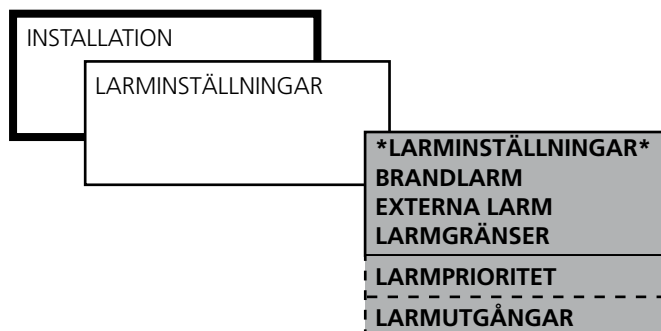 INSTALLATION
LARMINSTÄLLNINGAR
*LARMINSTÄLLNINGAR*
BRANDLARM
EXTERNA LARM
LARMGRÄNSER
LARMPRIORITET
LARMUTGÅNGAR